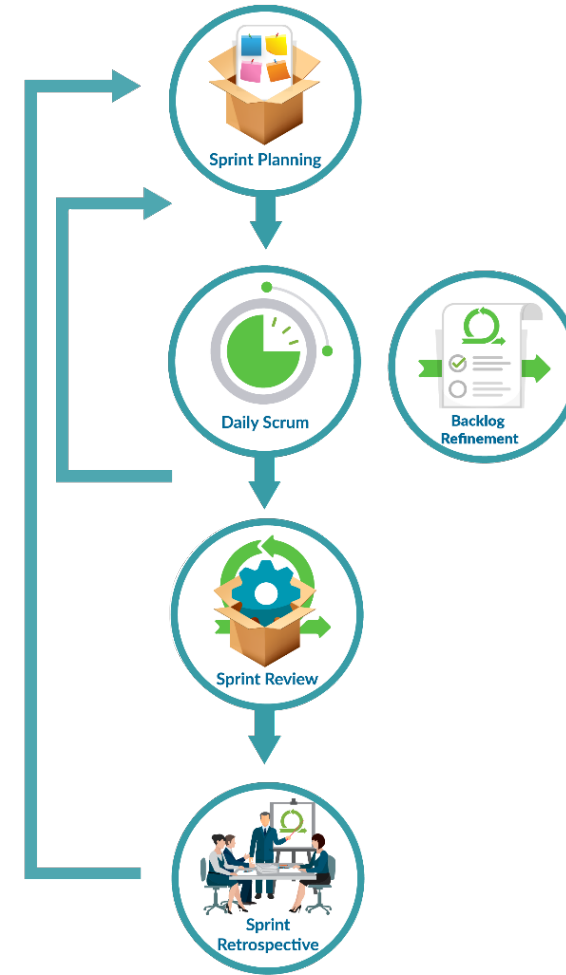 Sprint Planning
Daily Scrum
Backlog
Refinement
Sprint Review
Sprint
Retrospective